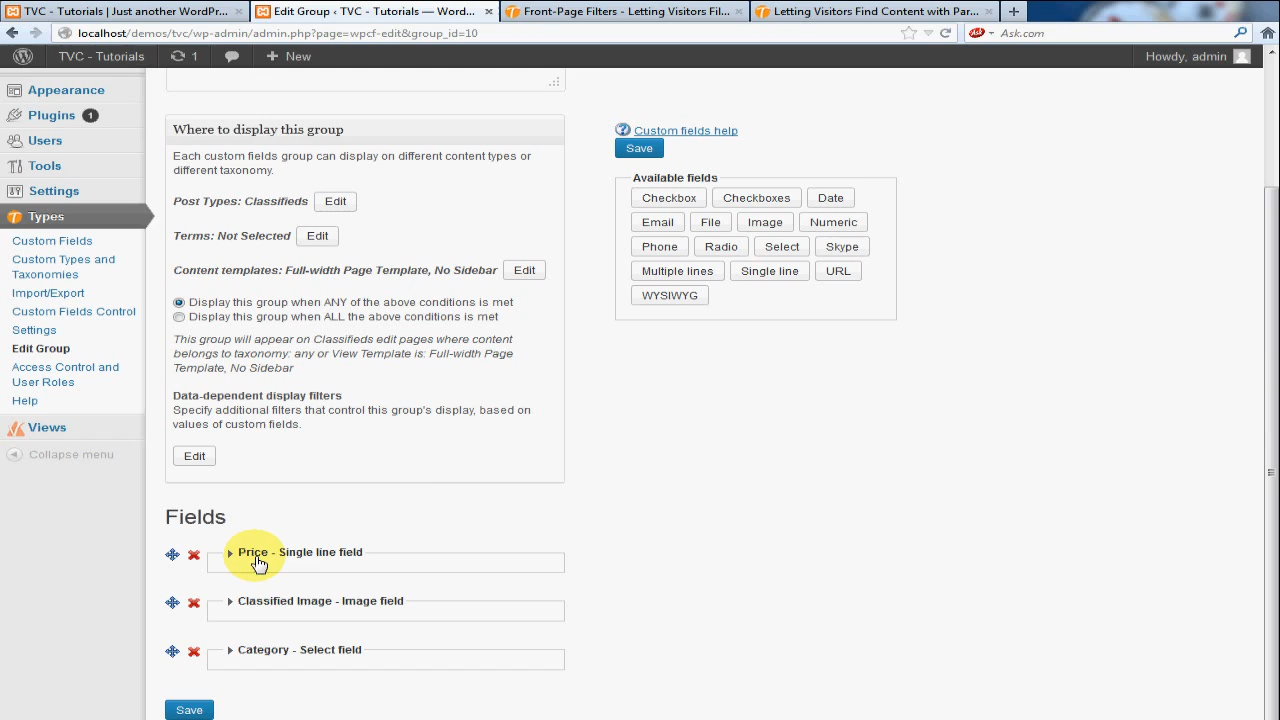 TVC - Tutorials | Just another WordPr...
Edit Group ‹ TVC - Tutorials — Word...
Front-Page Filters - Letting Visitors Fil...
Letting Visitors Find Content with Par...
localhost/demos/tvc/wp-admin/admin.php?page=wpcf-edit&group_id=10
Ask
Ask.com
TVC - Tutorials
1
New
Howdy, admin
Appearance
Plugins 1
Users
Tools
Settings
Types
Custom Fields
Custom Types and
Taxonomies
Import/Export
Custom Fields Control
Settings
Edit Group
Access Control and
User Roles
Help
Views
Collapse menu
Where to display this group
Each custom fields group can display on different content types or
different taxonomy.
Post Types: Classifieds Edit
Terms: Not Selected Edit
Content templates: Full-width Page Template, No Sidebar Edit
Display this group when ANY of the above conditions is met
Display this group when ALL the above conditions is met
This group will appear on Classifieds edit pages where content
belongs to taxonomy: any or View Template is: Full-width Page
Template, No Sidebar
Data-dependent display filters
Specify additional filters that control this group's display, based on
values of custom fields.
Edit
Fields
Price - Single line field
Classified Image - Image field
Category - Select field
Save
Custom fields help
Save
Available fields
Checkbox Checkboxes Date
Email File Image Numeric
Phone Radio Select Skype
Multiple lines Single line URL
WYSIWYG